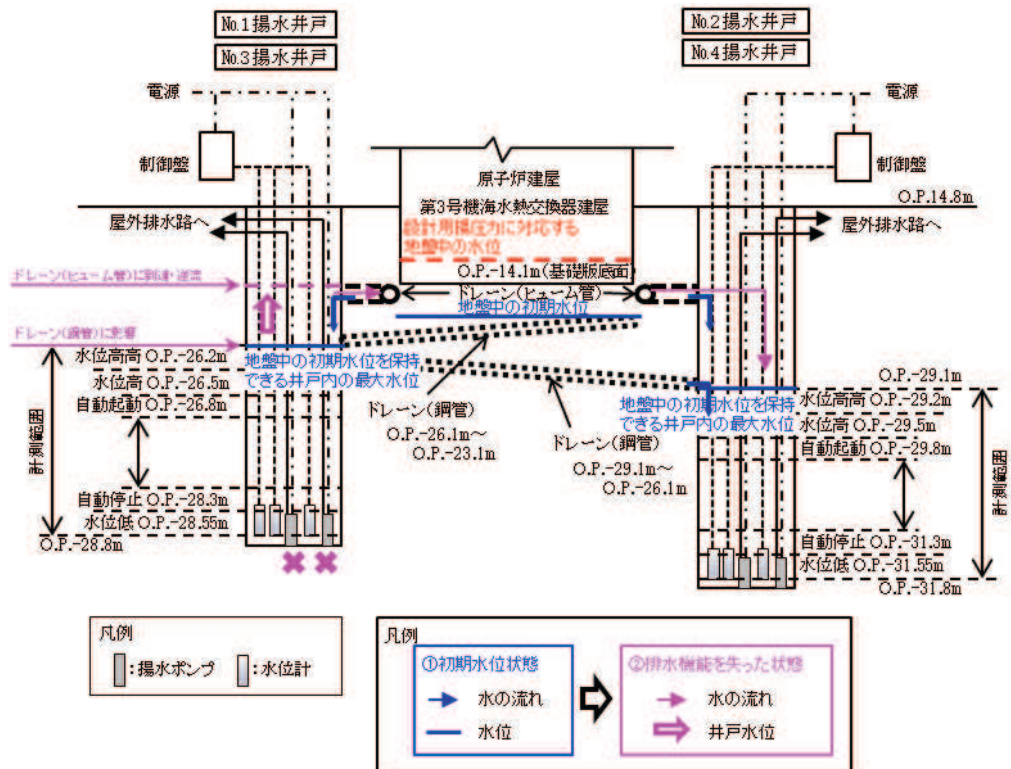 No.1揚水井戸
No.3揚水井戸
No.2揚水井戸
No.4揚水井戸
電源
電源
制御盤
制御盤
原子炉建屋
第3号機海水熱交換器建屋
設計用揚圧力に対応する
地盤中の水位
O.P.14.8m
屋外排水路へ
屋外排水路へ
O.P.-14.1m(基礎版底面)
ドレーン(ヒューム管)に到達・逆流
ドレーン(ヒューム管)
地盤中の初期水位
ドレーン(鋼管)に影響
水位高高 O.P.-26.2m
水位高 O.P.-26.5m
自動起動 O.P.-26.8m
地盤中の初期水位を保持
できる井戸内の最大水位
計測範囲
自動停止 O.P.-28.3m
水位低 O.P.-28.55m
O.P.-28.8m
ドレーン(鋼管)
O.P.-26.1m~
O.P.-23.1m
ドレーン(鋼管)
O.P.-29.1m~
O.P.-26.1m
地盤中の初期水位を保持
できる井戸内の最大水位
O.P.-29.1m
水位高高 O.P.-29.2m
水位高 O.P.-29.5m
自動起動 O.P.-29.8m
計測範囲
自動停止 O.P.-31.3m
水位低 O.P.-31.55m
O.P.-31.8m
凡例
:揚水ポンプ
:水位計
凡例
①初期水位状態
水の流れ
水位
②排水機能を失った状態
水の流れ
井戸水位